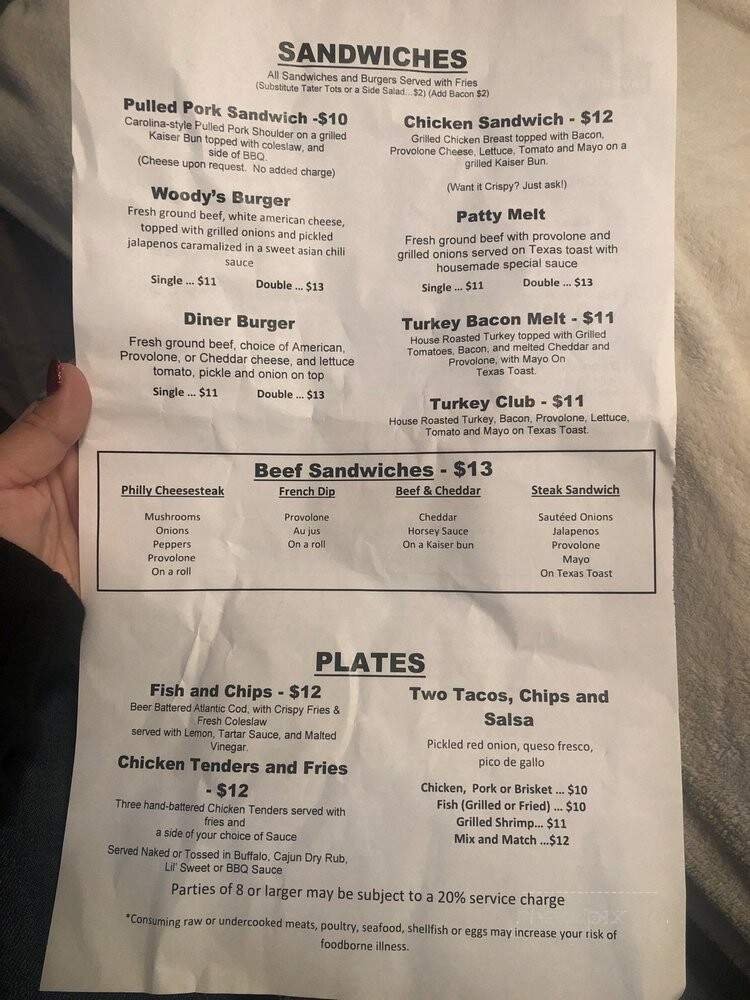 SANDWICHES
All Sandwiches and Burgers Served with Fries
(Substitute Tater Tots or a Side Salad...$2) (Add Bacon $2)
Pulled Pork Sandwich -$10
Carolina-style Pulled Pork Shoulder on a grilled
Kaiser Bun topped with coleslaw, and
side of BBQ.
(Cheese upon request. No added charge)
Woody's Burger
Fresh ground beef, white american cheese,
topped with grilled onions and pickled
jalapenos caramalized in a sweet asian chili
sauce
Single ... $11 Double ... $13
Diner Burger
Fresh ground beef, choice of American,
Provolone, or Cheddar cheese, and lettuce
tomato, pickle and onion on top
Single ... $11 Double ... $13
Chicken Sandwich - $12
Grilled Chicken Breast topped with Bacon,
Provolone Cheese, Lettuce, Tomato and Mayo on a
grilled Kaiser Bun.
(Want it Crispy? Just ask!)
Patty Melt
Fresh ground beef with provolone and
grilled onions served on Texas toast with
housemade special sauce
Single ... $11 Double ... $13
Turkey Bacon Melt - $11
House Roasted Turkey topped with Grilled
Tomatoes, Bacon, and melted Cheddar and
Provolone, with Mayo On
Texas Toast.
Turkey Club - $11
House Roasted Turkey, Bacon, Provolone, Lettuce,
Tomato and Mayo on Texas Toast.
Beef Sandwiches - $13
Philly Cheesesteak
Mushrooms
Onions
Peppers
Provolone
On a roll
French Dip
Provolone
Au jus
On a roll
Beef & Cheddar
Cheddar
Horsey Sauce
On a Kaiser bun
Steak Sandwich
Sautéed Onions
Jalapenos
Provolone
Mayo
On Texas Toast
PLATES
Fish and Chips - $12
Beer Battered Atlantic Cod, with Crispy Fries &
Fresh Coleslaw
served with Lemon, Tartar Sauce, and Malted
Vinegar.
Chicken Tenders and Fries
- $12
Three hand-battered Chicken Tenders served with
fries and
a side of your choice of Sauce
Served Naked or Tossed in Buffalo, Cajun Dry Rub,
Lil' Sweet or BBQ Sauce
Two Tacos, Chips and
Salsa
Pickled red onion, queso fresco,
pico de gallo
Chicken, Pork or Brisket ... $10
Fish (Grilled or Fried) ... $10
Grilled Shrimp... $11
Mix and Match ...$12
Parties of 8 or larger may be subject to a 20% service charge
*Consuming raw or undercooked meats, poultry, seafood, shellfish or eggs may increase your risk of
foodborne illness.